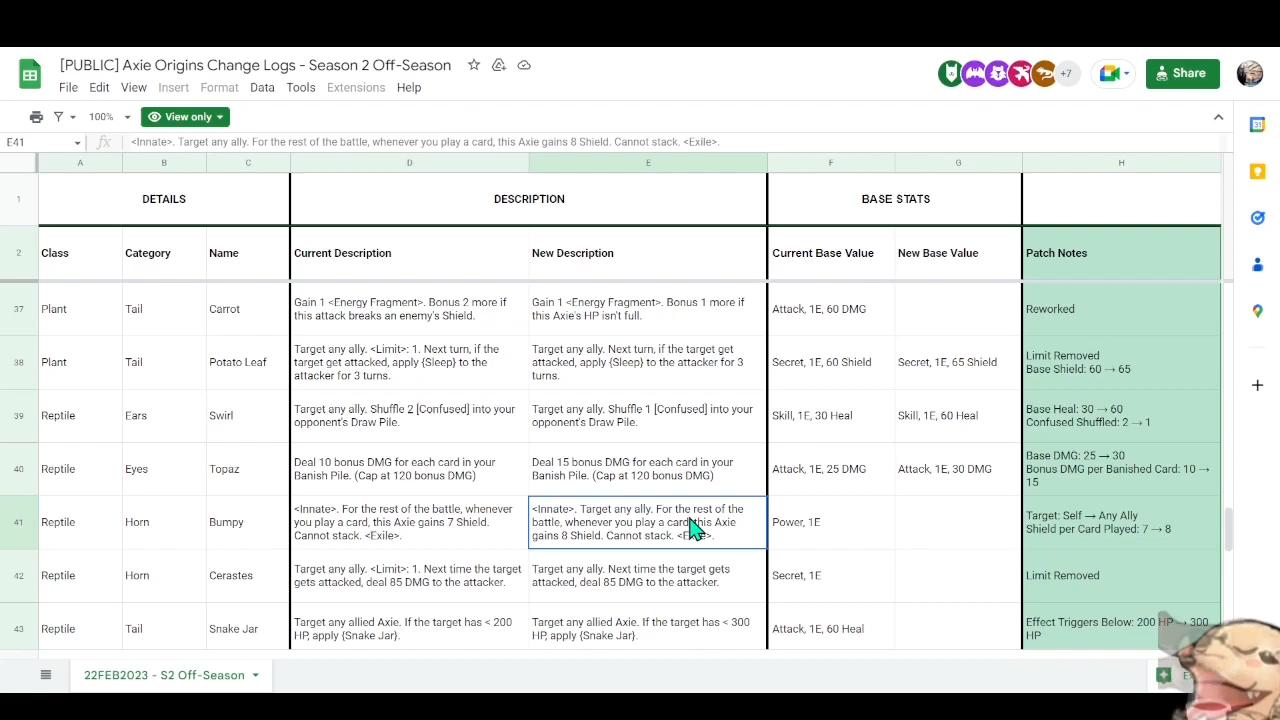 [PUBLIC] Axie Origins Change Logs - Season 2 Off-Season
+7
Share
File Edit View Insert Format Data Tools Extensions Help
100% View only
E41 fx <Innate>. Target any ally. For the rest of the battle, whenever you play a card, this Axie gains 8 Shield. Cannot stack. <Exile>.
A B C D E F G H
1 DETAILS DESCRIPTION BASE STATS
2 Class Category Name Current Description New Description Current Base Value New Base Value Patch Notes
37 Plant Tail Carrot
Gain 1 <Energy Fragment>. Bonus 2 more if
this attack breaks an enemy's Shield.
Gain 1 <Energy Fragment>. Bonus 1 more if
this Axie's HP isn't full.
Attack, 1E, 60 DMG
Reworked
38 Plant Tail Potato Leaf
Target any ally. <Limit>: 1. Next turn, if the
target get attacked, apply {Sleep} to the
attacker for 3 turns.
Target any ally. Next turn, if the target get
attacked, apply {Sleep} to the attacker for 3
turns.
Secret, 1E, 60 Shield
Secret, 1E, 65 Shield
Limit Removed
Base Shield: 60 → 65
39 Reptile Ears Swirl
Target any ally. Shuffle 2 [Confused] into your
opponent's Draw Pile.
Target any ally. Shuffle 1 [Confused] into your
opponent's Draw Pile.
Skill, 1E, 30 Heal
Skill, 1E, 60 Heal
Base Heal: 30 → 60
Confused Shuffled: 2 → 1
40 Reptile Eyes Topaz
Deal 10 bonus DMG for each card in your
Banish Pile. (Cap at 120 bonus DMG)
Deal 15 bonus DMG for each card in your
Banish Pile. (Cap at 120 bonus DMG)
Attack, 1E, 25 DMG
Attack, 1E, 30 DMG
Base DMG: 25 → 30
Bonus DMG per Banished Card: 10 →
15
41 Reptile Horn Bumpy
<Innate>. For the rest of the battle, whenever
you play a card, this Axie gains 7 Shield.
Cannot stack. <Exile>.
<Innate>. Target any ally. For the rest of the
battle, whenever you play a card, this Axie
gains 8 Shield. Cannot stack.
Power, 1E
Target: Self → Any Ally
Shield per Card Played: 7 → 8
42 Reptile Horn Cerastes
Target any ally. <Limit>: 1. Next time the target
gets attacked, deal 85 DMG to the attacker.
Target any ally. Next time the target gets
attacked, deal 85 DMG to the attacker.
Secret, 1E
Limit Removed
43 Reptile Tail Snake Jar
Target any allied Axie. If the target has < 200
HP, apply {Snake Jar}.
Target any allied Axie. If the target has < 300
HP, apply {Snake Jar}.
Attack, 1E, 60 Heal
Effect Triggers Below: 200 HP → 300
HP
22FEB2023 - S2 Off-Season